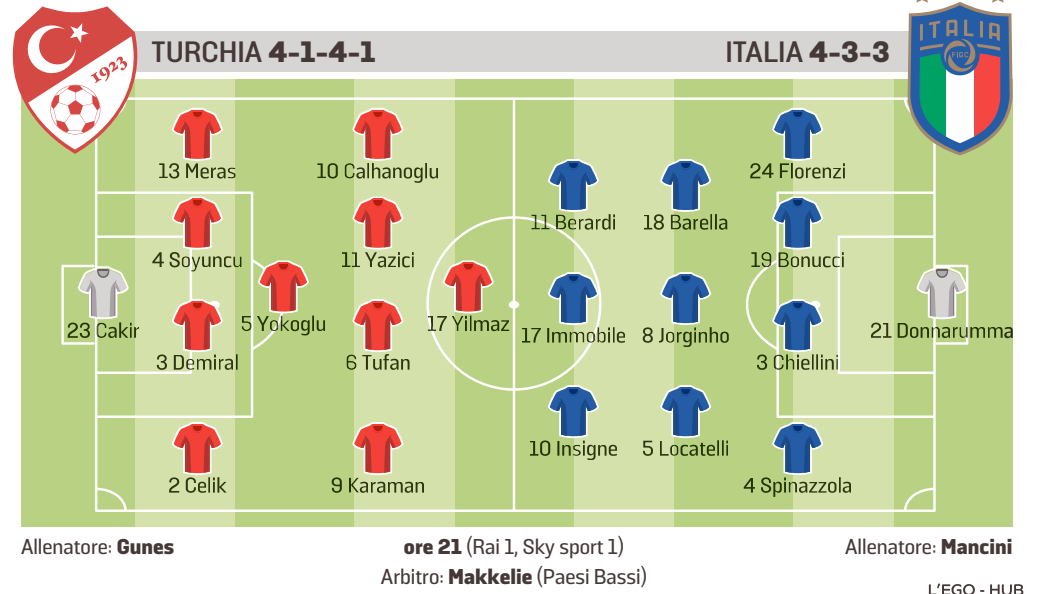 TURCHIA 4-1-4-1
ITALIA 4-3-3
1923
ITALIA
FIGC
13 Meras
10 Calhanoglu
24 Florenzi
11 Berardi
18 Barella
4 Soyuncu
11 Yazici
19 Bonucci
23 Cakir
5 Yokoglu
17 Yilmaz
17 Immobile
8 Jorginho
21 Donnarumma
3 Demiral
6 Tufan
3 Chiellini
10 Insigne
5 Locatelli
2 Celik
9 Karaman
4 Spinazzola
Allenatore: Gunes
ore 21 (Rai 1, Sky sport 1)
Allenatore: Mancini
Arbitro: Makkelie (Paesi Bassi)
L'EGO - HUB